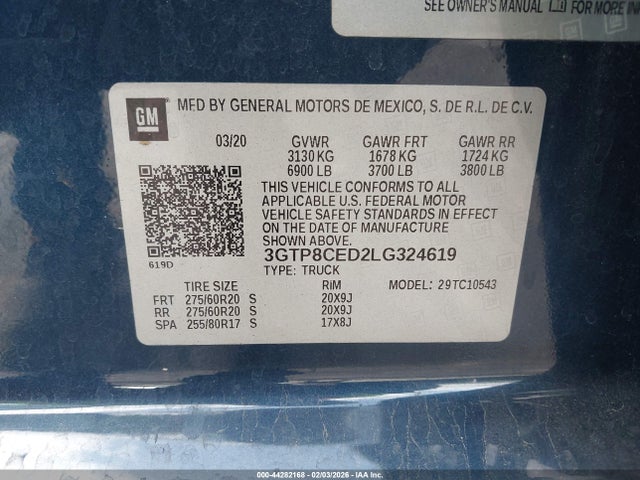 SEE OWNER'S MANUAL FOR MORE
GM
MFD BY GENERAL MOTORS DE MEXICO, S. DE R.L. DE C.V.
03/20 GVWR GAWR FRT GAWR RR
3130 KG 1678 KG 1724 KG
6900 LB 3700 LB 3800 LB
THIS VEHICLE CONFORMS TO ALL
APPLICABLE U.S. FEDERAL MOTOR
VEHICLE SAFETY STANDARDS IN EFFECT
ON THE DATE OF MANUFACTURE
SHOWN ABOVE.
3GTP8CED2LG324619
619D
TYPE: TRUCK
TIRE SIZE RIM MODEL: 29TC10543
FRT 275/60R20 S 20X9J
RR 275/60R20 S 20X9J
SPA 255/80R17 S 17X8J
000-44282168 - 02/03/2026 - IAA, Inc.